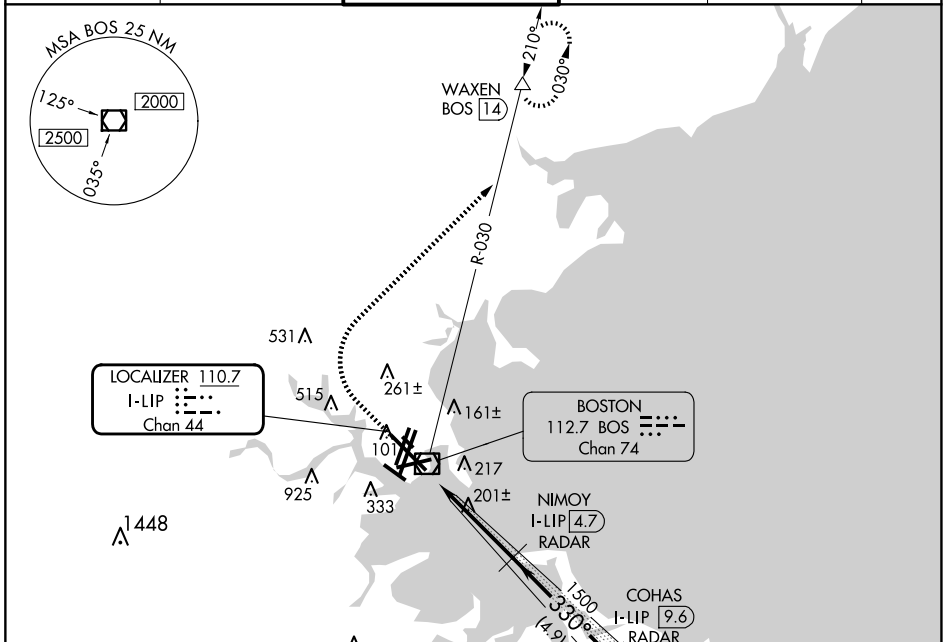 MSA BOS 25 NM
125°
2000
2500
035°
210°
030°
WAXEN
BOS 14
R-030
531
LOCALIZER 110.7
I-LIP
Chan 44
515
261±
161±
101
BOSTON
112.7 BOS
Chan 74
217
925
333
201±
1448
NIMOY
I-LIP 4.7
RADAR
1500
330°
(4.9)
COHAS
I-LIP 9.6
RADAR